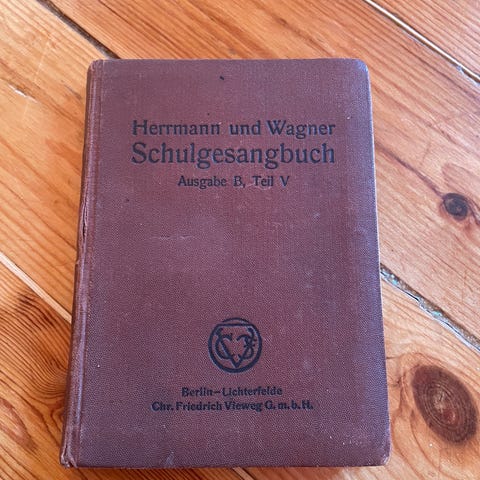 Herrmann und Wagner
Schulgesangbuch
Ausgabe B, Teil V
Berlin–Lichterfelde
Chr. Friedrich Vieweg G. m. b. H.